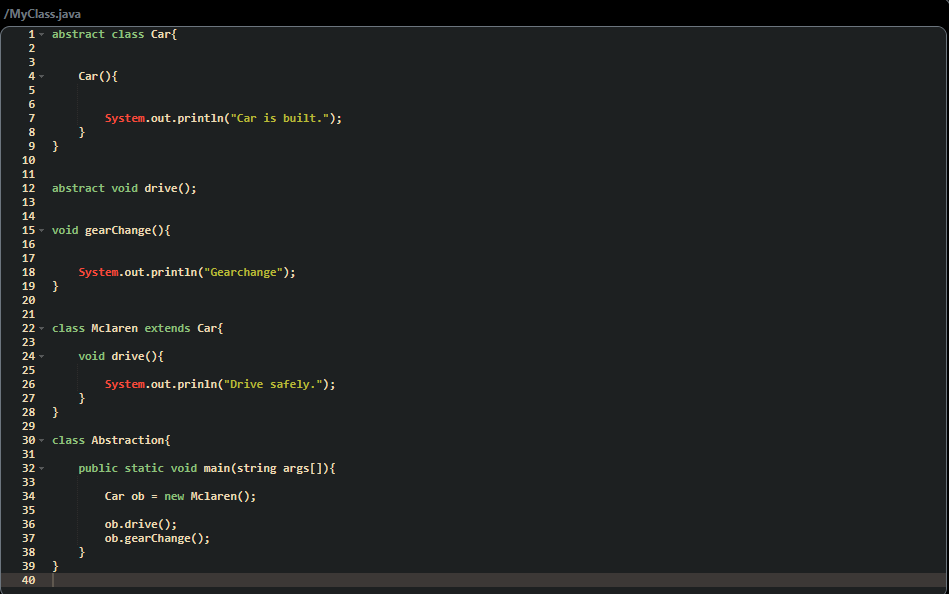 /MyClass.java
1 abstract class Car{
2
3
4     Car(){
5
6
7         System.out.println("Car is built.");
8     }
9 }
10
11
12 abstract void drive();
13
14
15 void gearChange(){
16
17
18     System.out.println("Gearchange");
19 }
20
21
22 class Mclaren extends Car{
23
24     void drive(){
25
26         System.out.prinln("Drive safely.");
27     }
28 }
29
30 class Abstraction{
31
32     public static void main(string args[]){
33
34         Car ob = new Mclaren();
35
36         ob.drive();
37         ob.gearChange();
38     }
39 }
40